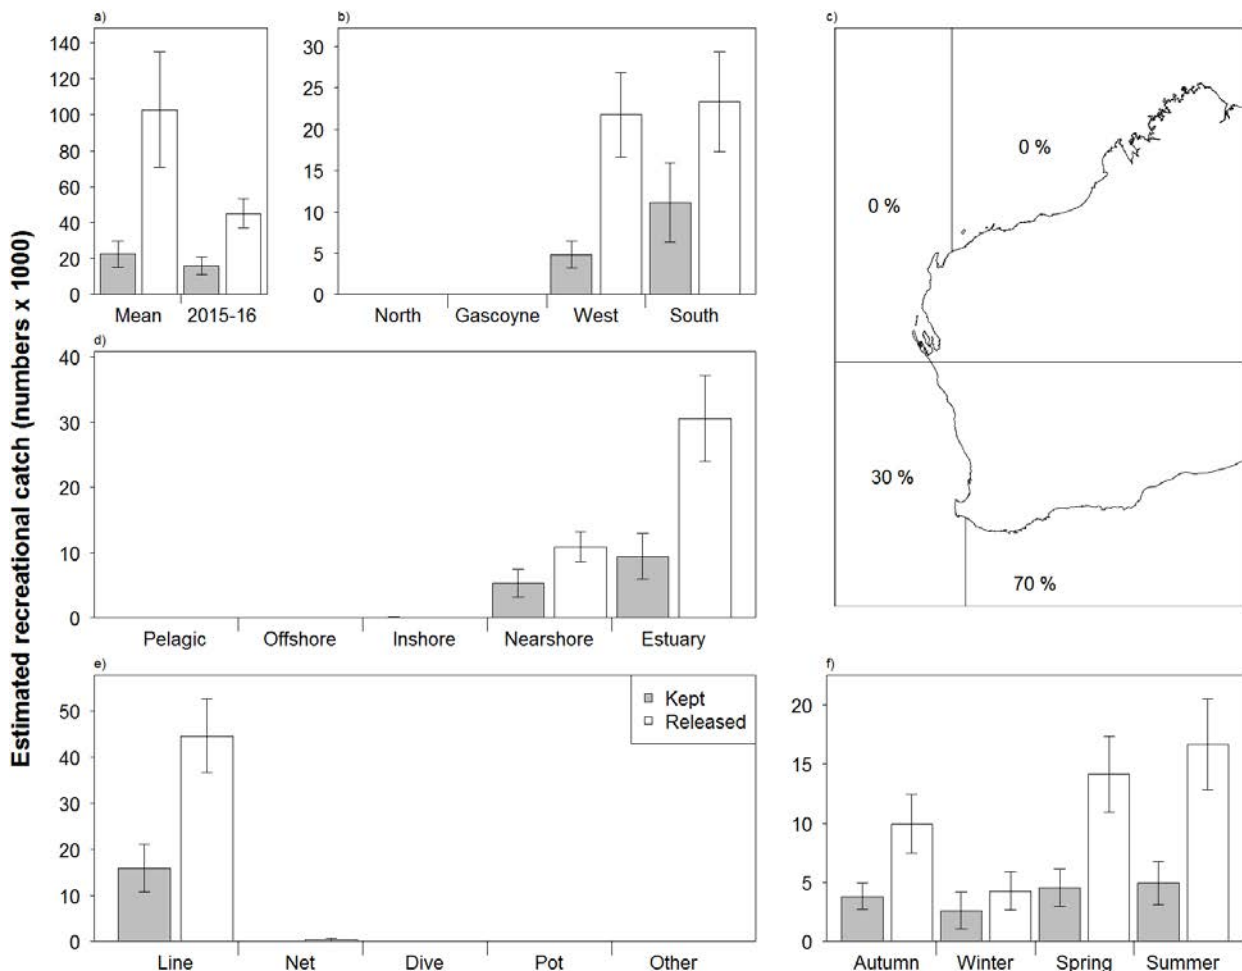 Estimated recreational catch (numbers x 1000)
a)
140
120
100
80
60
40
20
0
Mean 2015-16
b)
30
25
20
15
10
5
0
North Gascoyne West South
c)
0 %
0 %
30 %
70 %
d)
40
30
20
10
0
Pelagic Offshore Inshore Nearshore Estuary
e)
50
40
30
20
10
0
Kept
Released
Line Net Dive Pot Other
f)
20
15
10
5
0
Autumn Winter Spring Summer